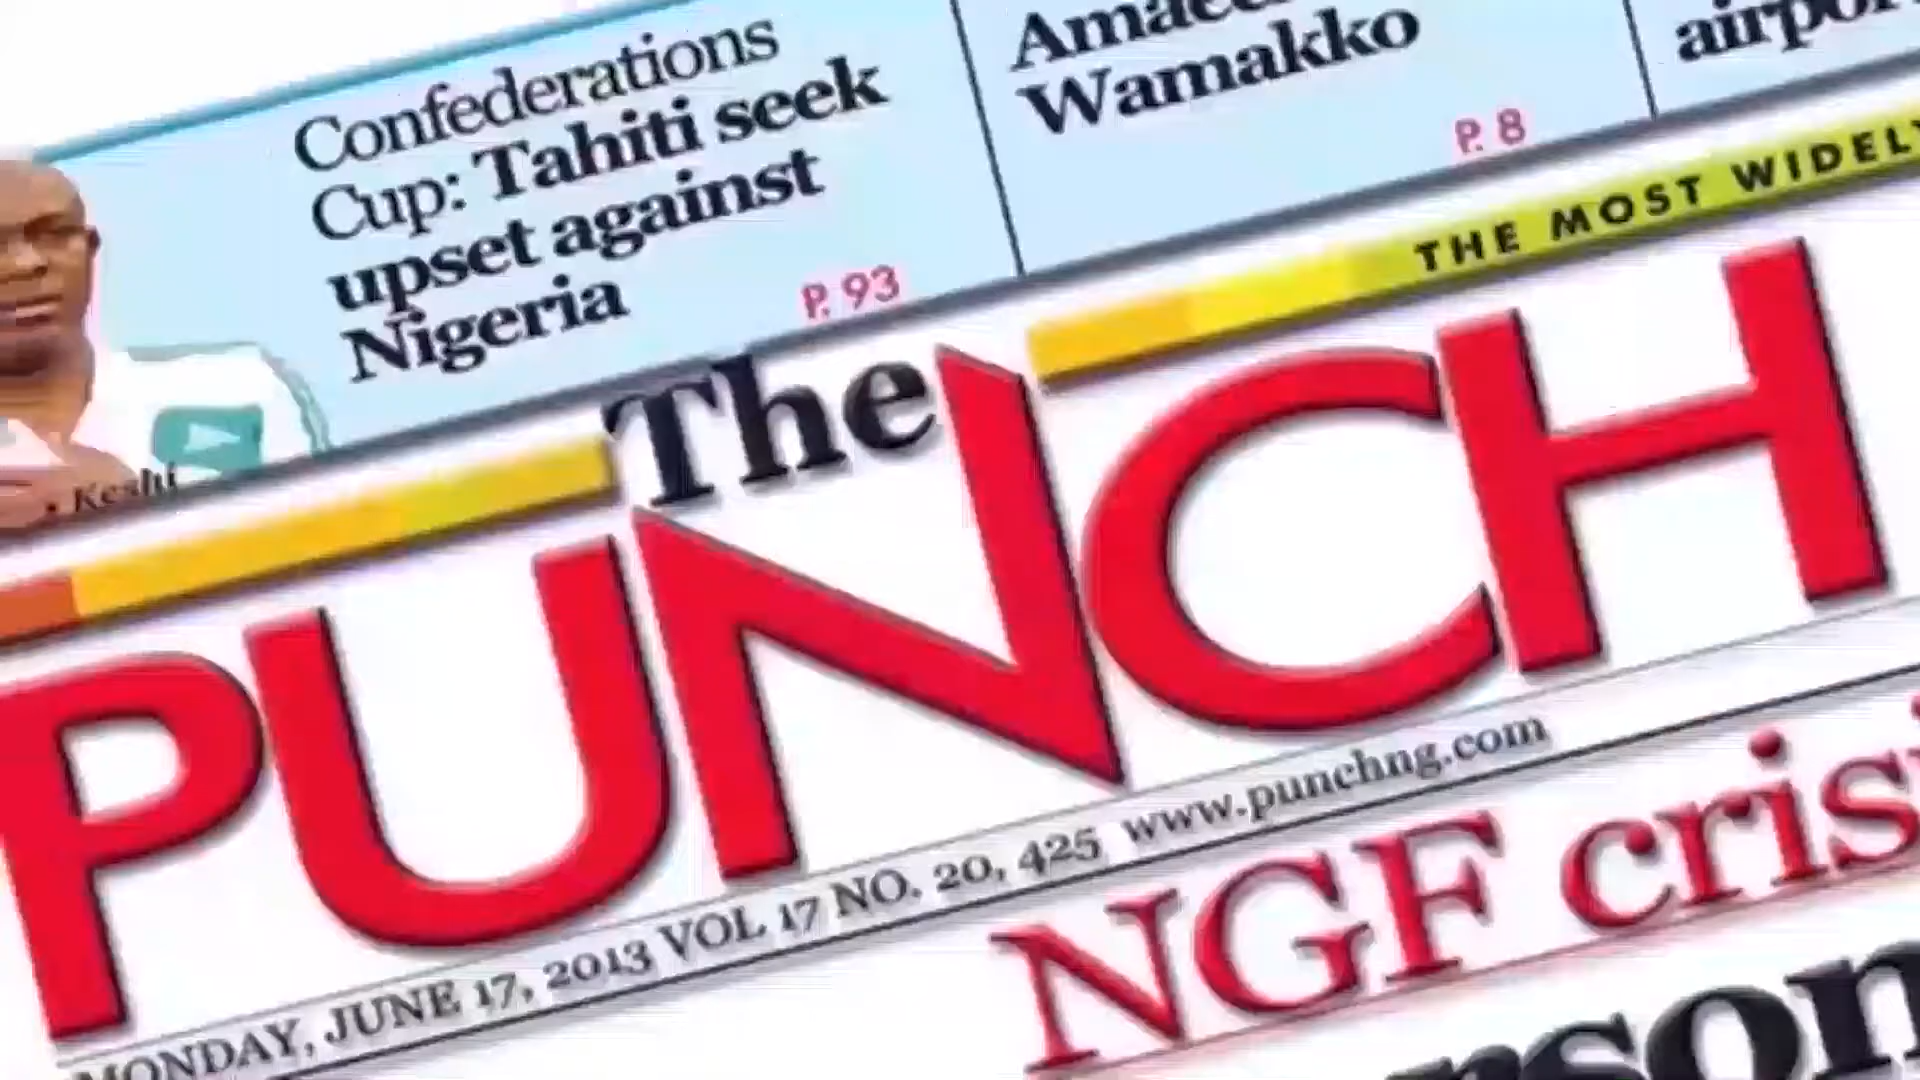 Confederations
Cup: Tahiti seek
upset against
Nigeria
P. 93
Wamakko
P. 8
• Keshi
THE MOST WIDELY
The
PUNCH
MONDAY, JUNE 17, 2013 VOL 17 NO. 20, 425 www.punchng.com
NGF